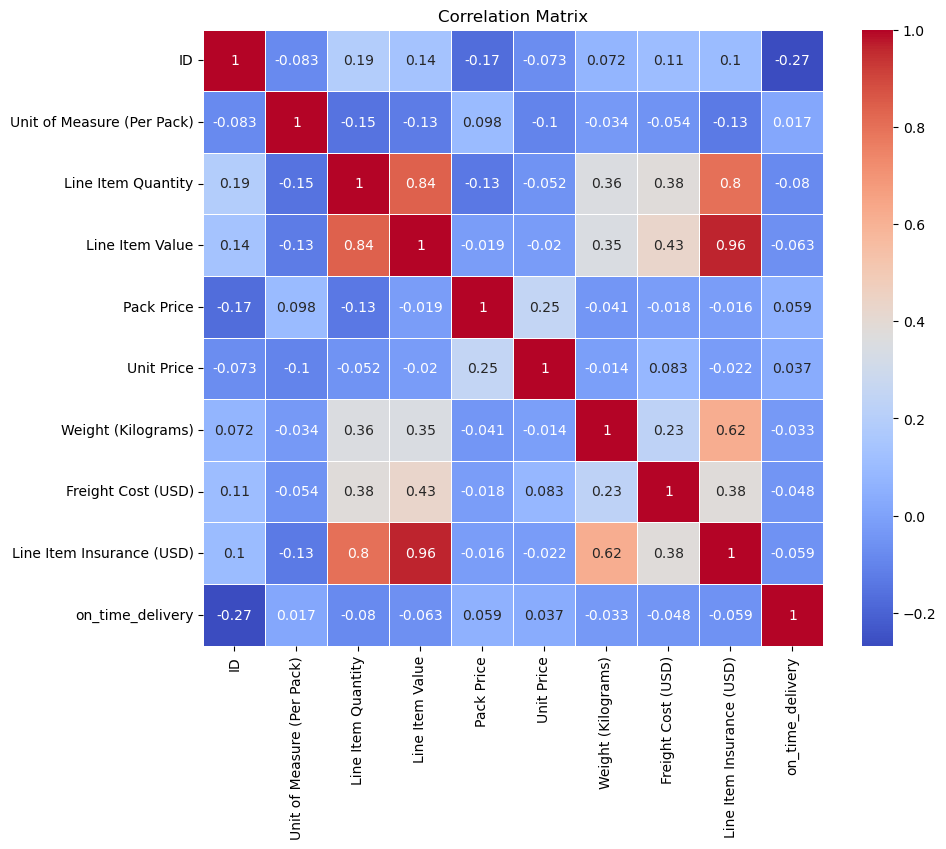 Correlation Matrix
ID 1 -0.083 0.19 0.14 -0.17 -0.073 0.072 0.11 0.1 -0.27
Unit of Measure (Per Pack) -0.083 1 -0.15 -0.13 0.098 -0.1 -0.034 -0.054 -0.13 0.017
Line Item Quantity 0.19 -0.15 1 0.84 -0.13 -0.052 0.36 0.38 0.8 -0.08
Line Item Value 0.14 -0.13 0.84 1 -0.019 -0.02 0.35 0.43 0.96 -0.063
Pack Price -0.17 0.098 -0.13 -0.019 1 0.25 -0.041 -0.018 -0.016 0.059
Unit Price -0.073 -0.1 -0.052 -0.02 0.25 1 -0.014 0.083 -0.022 0.037
Weight (Kilograms) 0.072 -0.034 0.36 0.35 -0.041 -0.014 1 0.23 0.62 -0.033
Freight Cost (USD) 0.11 -0.054 0.38 0.43 -0.018 0.083 0.23 1 0.38 -0.048
Line Item Insurance (USD) 0.1 -0.13 0.8 0.96 -0.016 -0.022 0.62 0.38 1 -0.059
on_time_delivery -0.27 0.017 -0.08 -0.063 0.059 0.037 -0.033 -0.048 -0.059 1
ID
Unit of Measure (Per Pack)
Line Item Quantity
Line Item Value
Pack Price
Unit Price
Weight (Kilograms)
Freight Cost (USD)
Line Item Insurance (USD)
on_time_delivery
1.0
0.8
0.6
0.4
0.2
0.0
−0.2